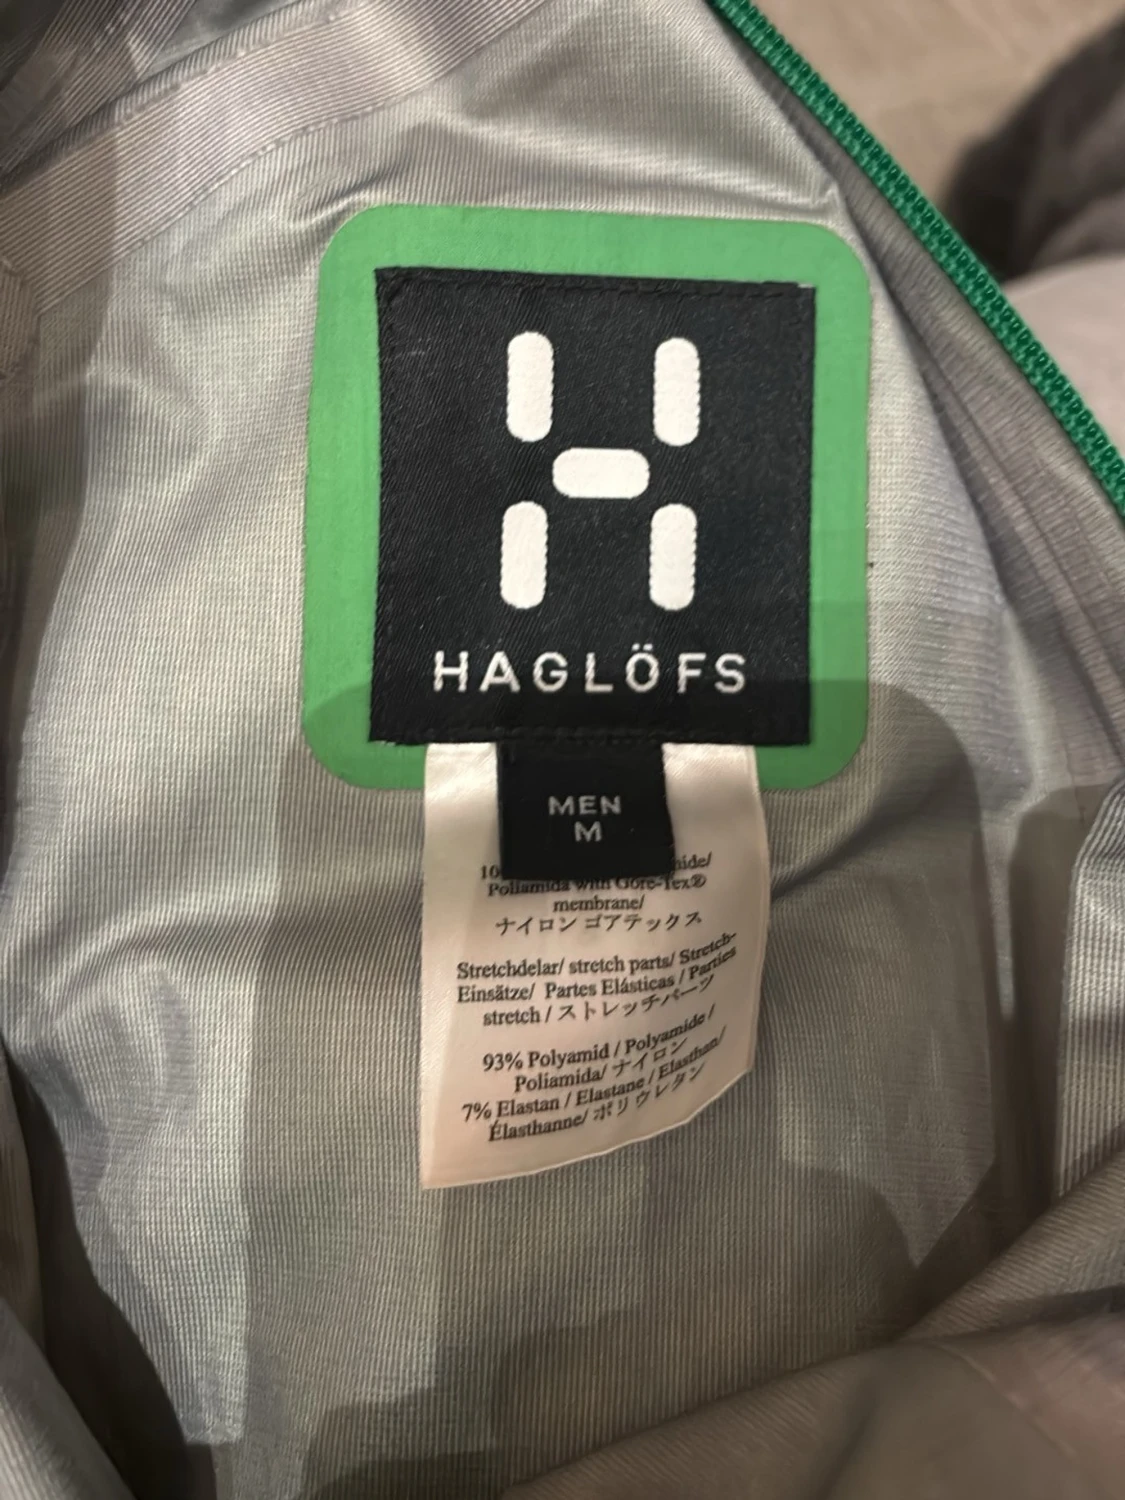 HAGLÖFS
MEN
M
Poliamida with Gore-Tex®
membrane/
ナイロン ゴアテックス
Stretchdelar/ stretch parts/ Stretch-
Einsätze/ Partes Elásticas / Parties
stretch / ストレッチパーツ
93% Polyamid / Polyamide /
Poliamida/ ナイロン
7% Elastan / Elastane / Elasthan/
Élasthanne/ ポリウレタン